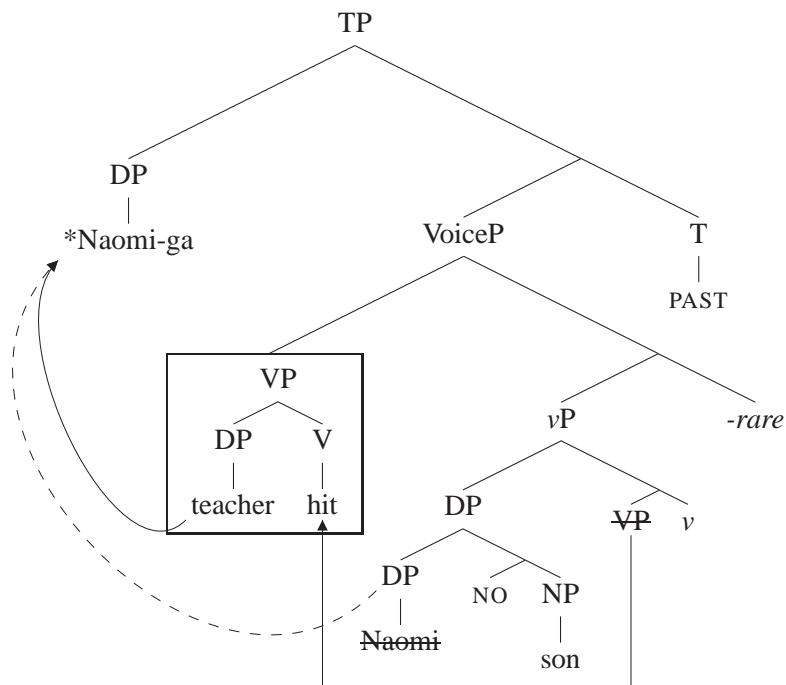 TP
DP
*Naomi-ga
VoiceP T
PAST
VP
vP -rare
DP V
teacher hit
DP VP v
DP NO NP
Naomi son